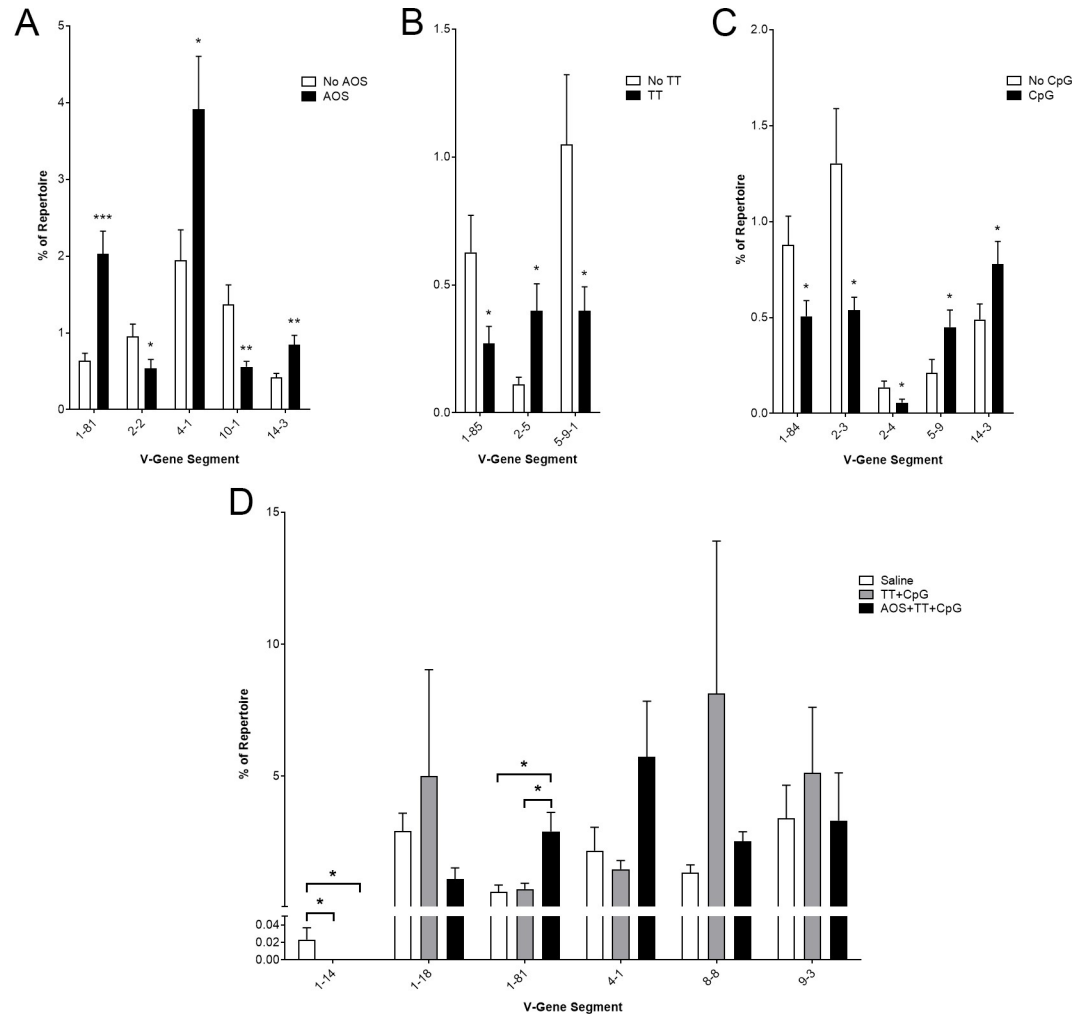 A
% of Repertoire
5
4
3
2
1
0
***
*
*
**
**
No AOS
AOS
1-81
2-2
4-1
10-1
14-3
V-Gene Segment
B
1.5
1.0
0.5
0.0
*
*
*
No TT
TT
1-85
2-5
5-9-1
V-Gene Segment
C
% of Repertoire
2.0
1.5
1.0
0.5
0.0
*
*
*
*
*
No CpG
CpG
1-84
2-3
2-4
5-9
14-3
V-Gene Segment
D
% of Repertoire
15
10
5
0.04
0.02
0.00
*
*
*
*
Saline
TT+CpG
AOS+TT+CpG
1-14
1-18
1-81
4-1
8-8
9-3
V-Gene Segment